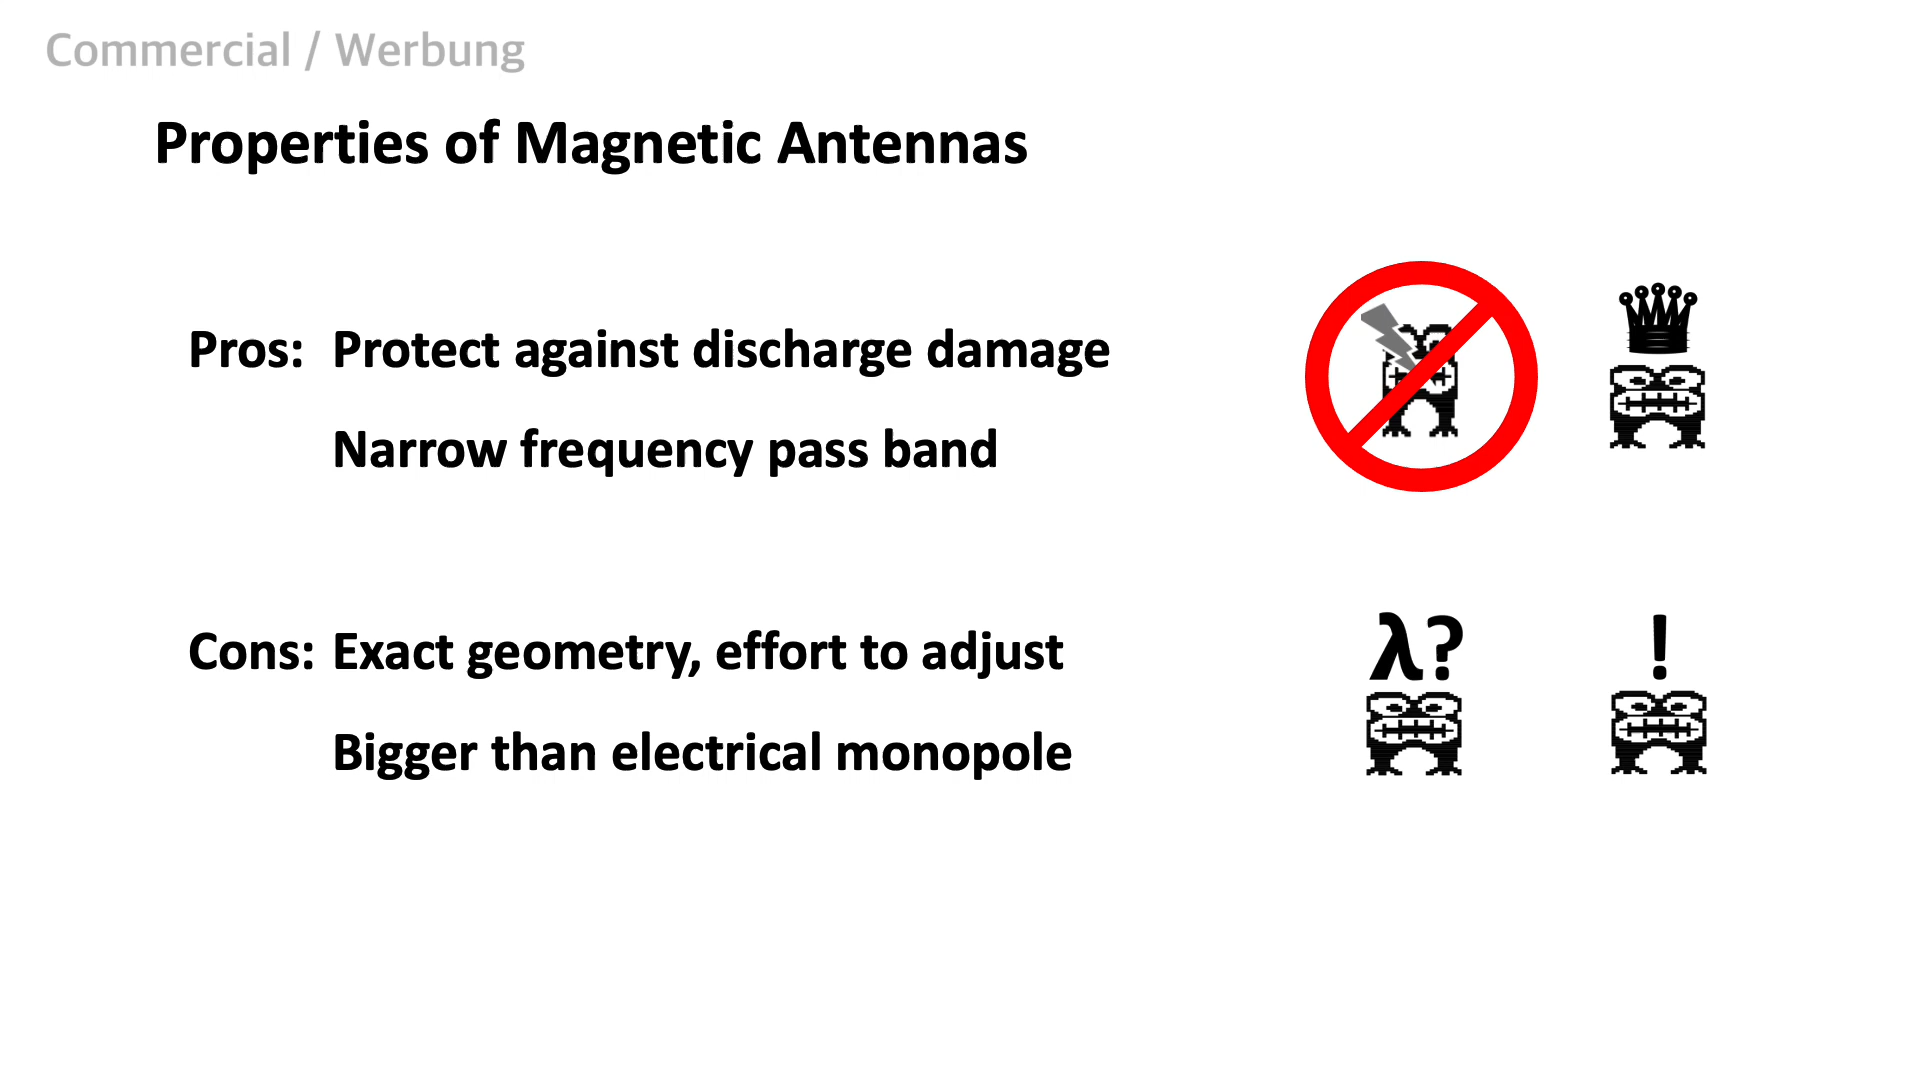 Commercial / Werbung
Properties of Magnetic Antennas
Pros: Protect against discharge damage
Narrow frequency pass band
Cons: Exact geometry, effort to adjust
λ? !
Bigger than electrical monopole